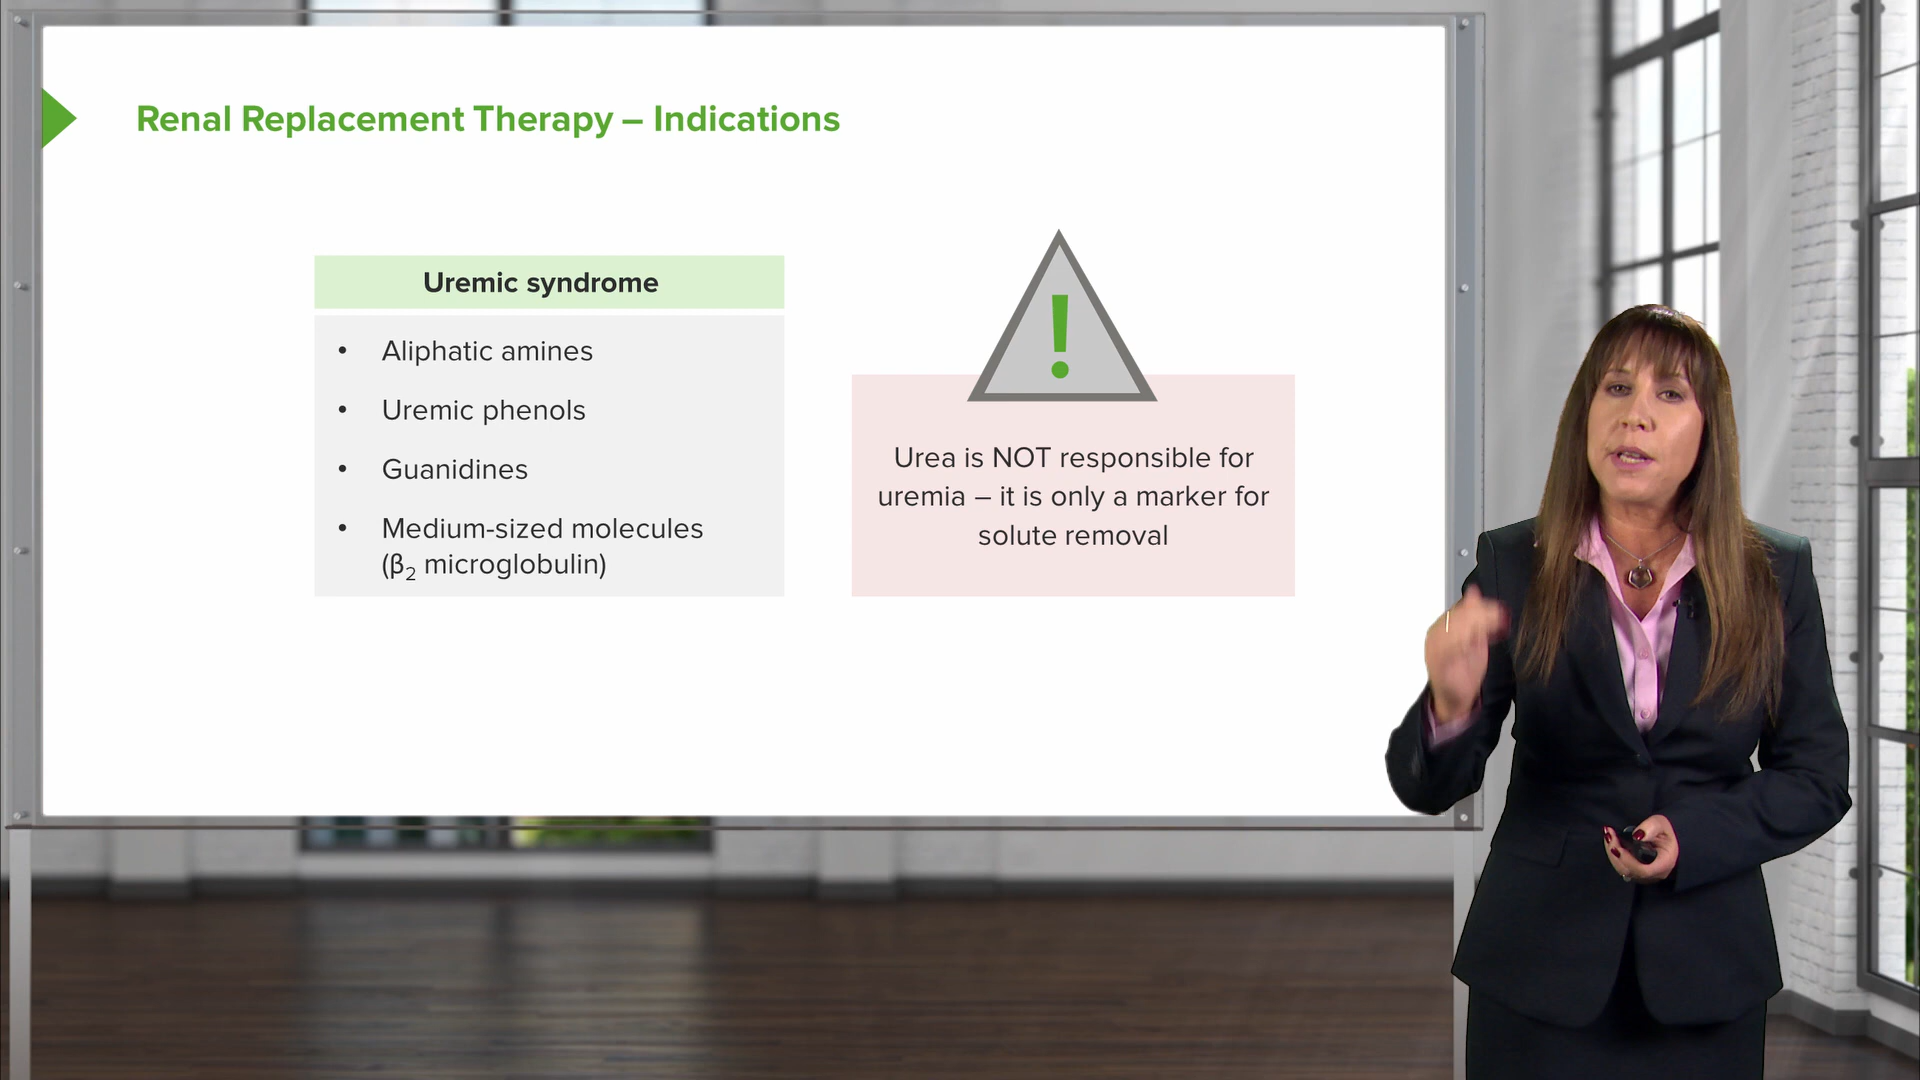 Renal Replacement Therapy – Indications
Uremic syndrome
• Aliphatic amines
• Uremic phenols
• Guanidines
• Medium-sized molecules
(β₂ microglobulin)
!
Urea is NOT responsible for
uremia – it is only a marker for
solute removal